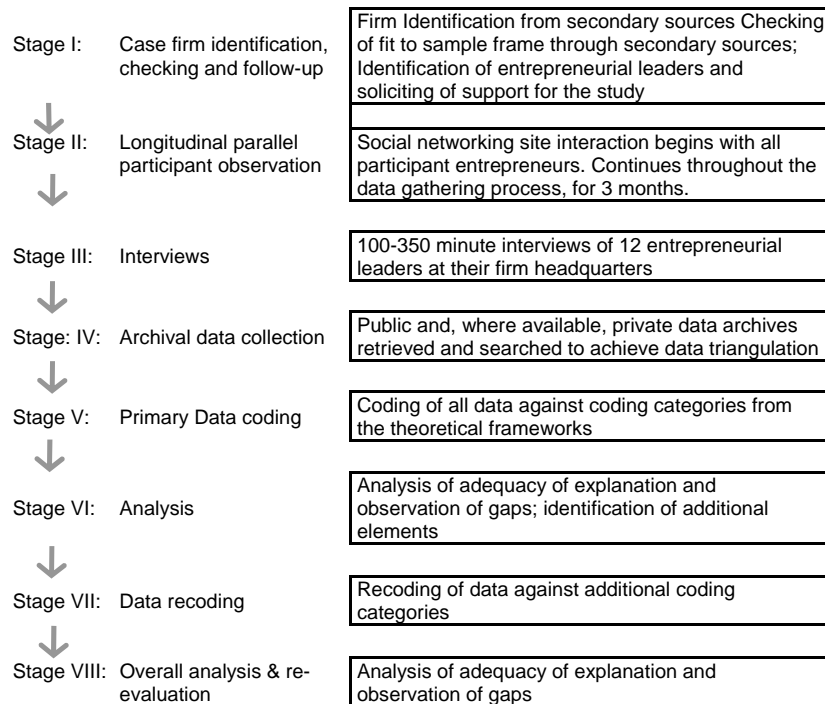 Stage I:
Case firm identification,
checking and follow-up
Firm Identification from secondary sources Checking
of fit to sample frame through secondary sources;
Identification of entrepreneurial leaders and
soliciting of support for the study
Stage II:
Longitudinal parallel
participant observation
Social networking site interaction begins with all
participant entrepreneurs. Continues throughout the
data gathering process, for 3 months.
Stage III:
Interviews
100-350 minute interviews of 12 entrepreneurial
leaders at their firm headquarters
Stage: IV:
Archival data collection
Public and, where available, private data archives
retrieved and searched to achieve data triangulation
Stage V:
Primary Data coding
Coding of all data against coding categories from
the theoretical frameworks
Stage VI:
Analysis
Analysis of adequacy of explanation and
observation of gaps; identification of additional
elements
Stage VII:
Data recoding
Recoding of data against additional coding
categories
Stage VIII:
Overall analysis & re-
evaluation
Analysis of adequacy of explanation and
observation of gaps